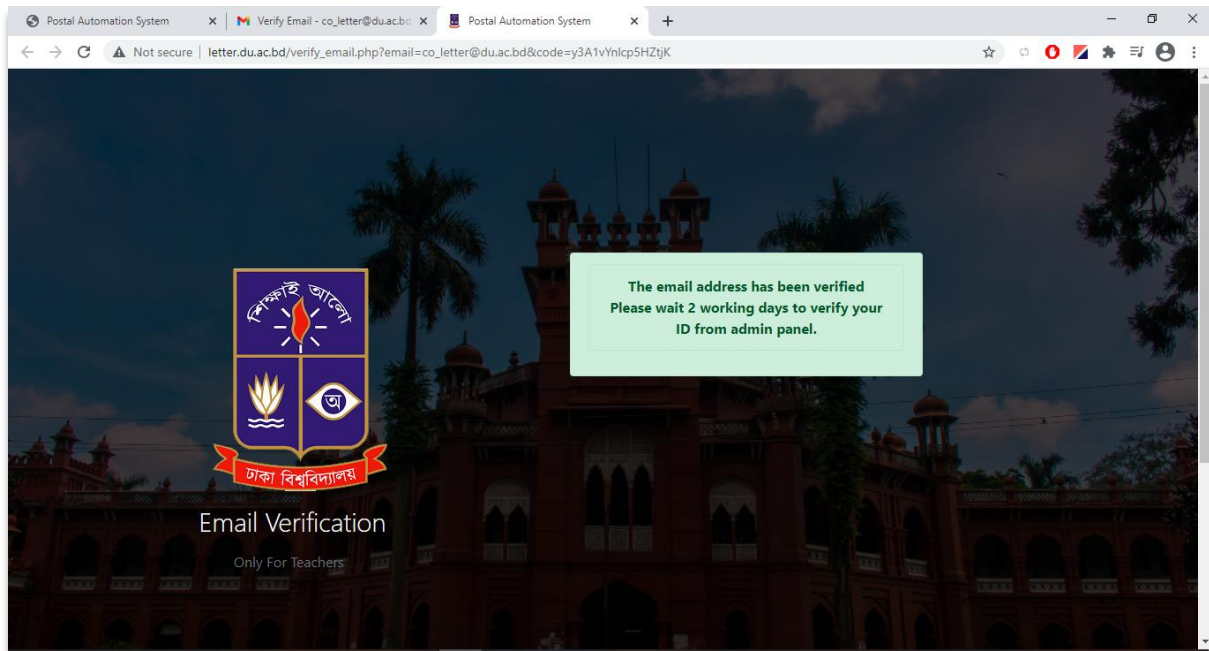 Postal Automation System
Verify Email - co_letter@du.ac.bd
Postal Automation System
Not secure | letter.du.ac.bd/verify_email.php?email=co_letter@du.ac.bd&code=y3A1vYnlcp5HZtjK
শিক্ষাই আলো
অ
ঢাকা বিশ্ববিদ্যালয়
Email Verification
Only For Teachers
The email address has been verified
Please wait 2 working days to verify your
ID from admin panel.